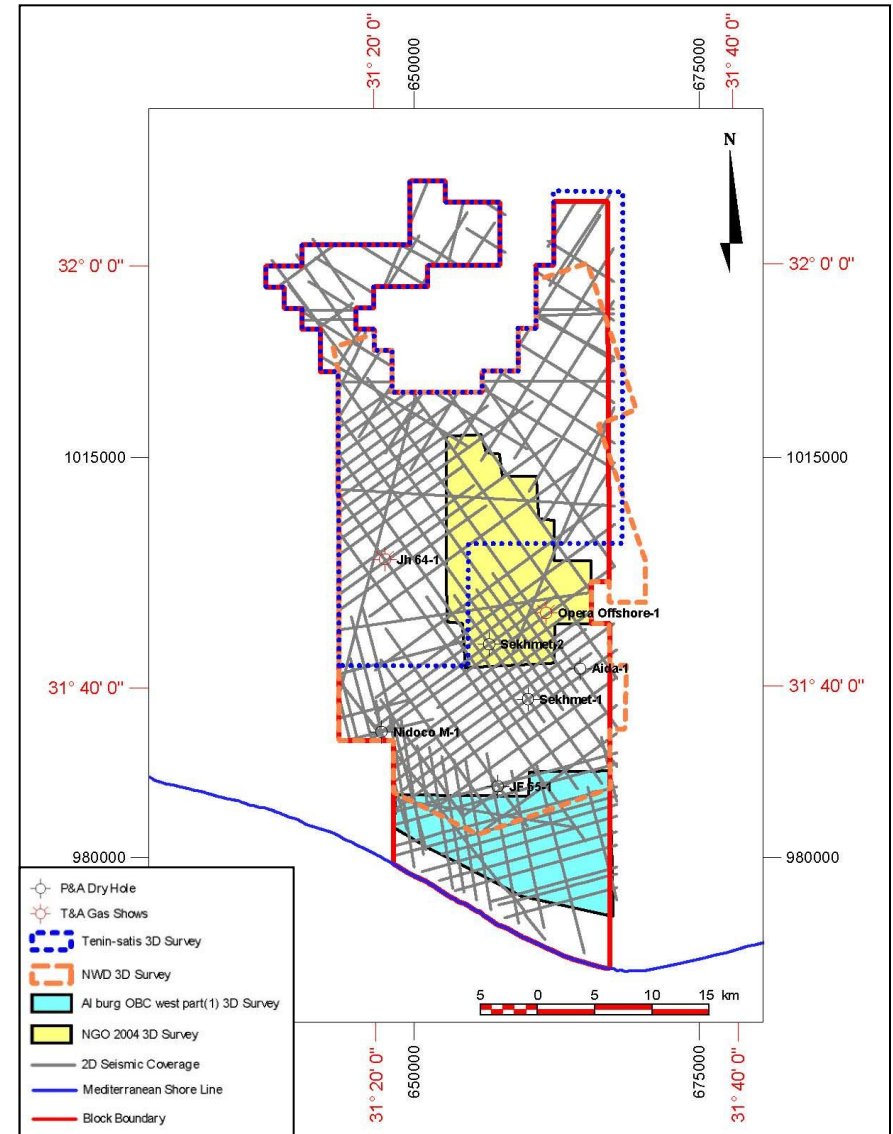 31° 20' 0"
650000
675000
31° 40' 0"
N
32° 0' 0"
32° 0' 0"
1015000
1015000
Jh 64-1
Opera Offshore-1
Sekhmet-2
Aida-1
31° 40' 0"
31° 40' 0"
Sekhmet-1
Nidoco M-1
JF 65-1
980000
980000
P&A Dry Hole
T&A Gas Shows
Tenin-satis 3D Survey
NWD 3D Survey
Al burg OBC west part(1) 3D Survey
NGO 2004 3D Survey
2D Seismic Coverage
Mediterranean Shore Line
Block Boundary
5 0 5 10 15 km
31° 20' 0"
650000
675000
31° 40' 0"